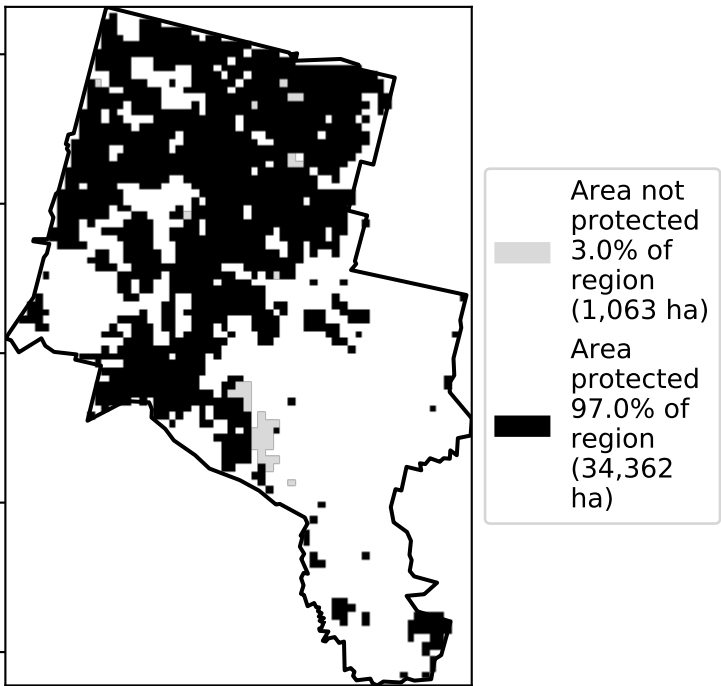 Area not
protected
3.0% of
region
(1,063 ha)
Area
protected
97.0% of
region
(34,362
ha)